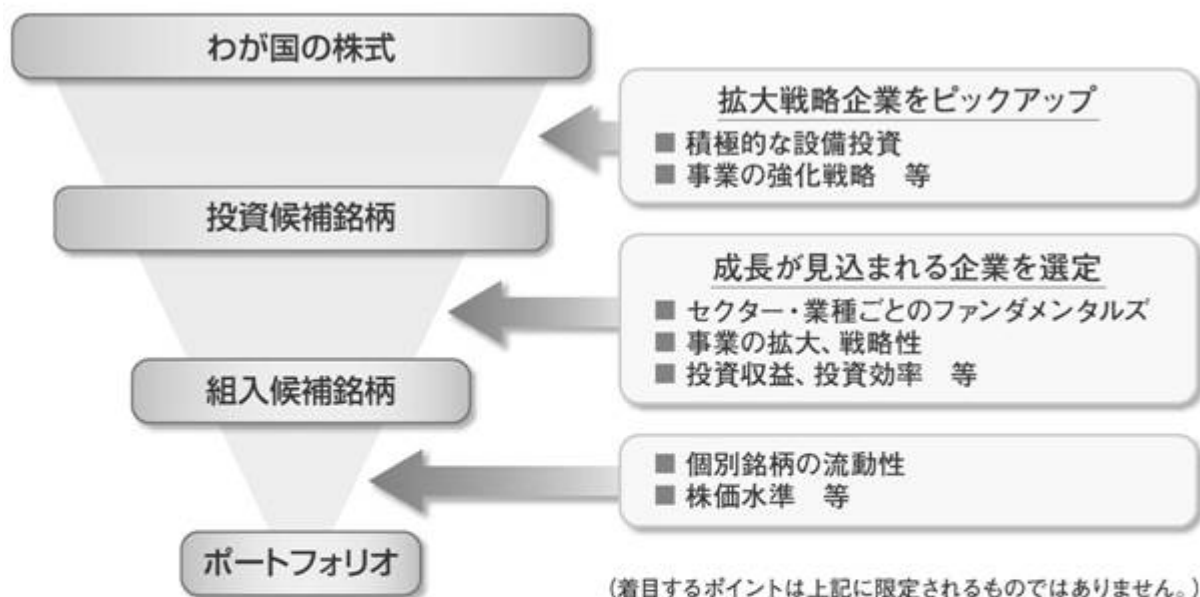 わが国の株式
拡大戦略企業をピックアップ
■ 積極的な設備投資
■ 事業の強化戦略　等
投資候補銘柄
成長が見込まれる企業を選定
■ セクター・業種ごとのファンダメンタルズ
■ 事業の拡大、戦略性
■ 投資収益、投資効率　等
組入候補銘柄
■ 個別銘柄の流動性
■ 株価水準　等
ポートフォリオ
(着目するポイントは上記に限定されるものではありません。)